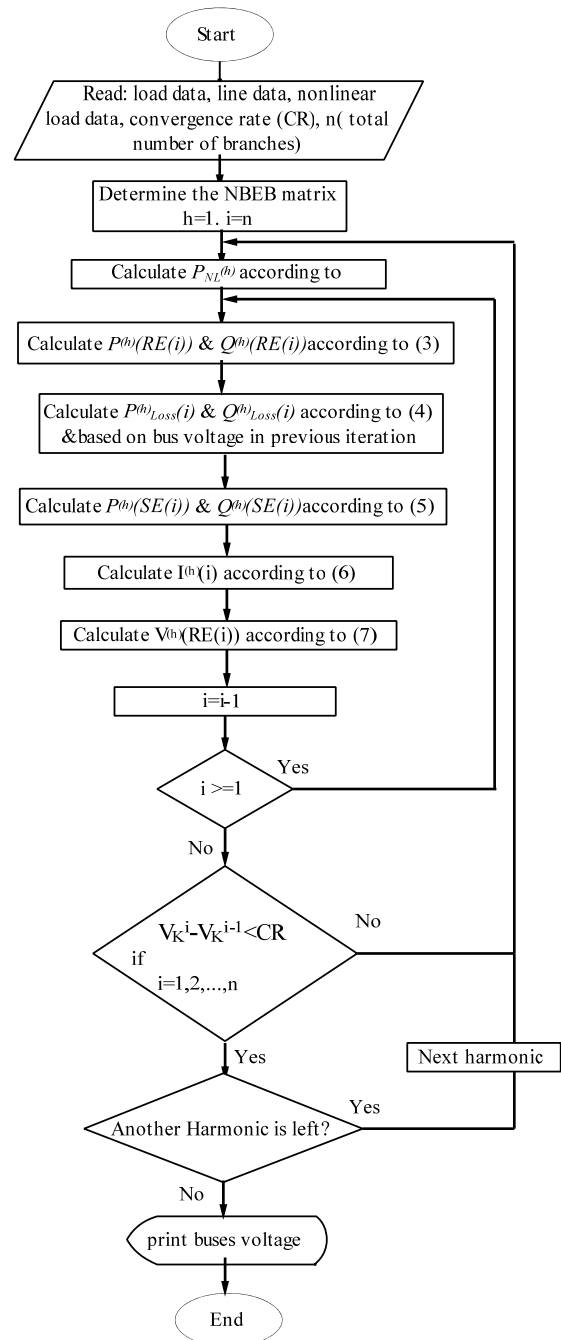 Start
Read: load data, line data, nonlinear
load data, convergence rate (CR), n( total
number of branches)
Determine the NBEB matrix
h=1. i=n
Calculate P_NL^(h) according to
Calculate P^(h)(RE(i)) & Q^(h)(RE(i))according to (3)
Calculate P^(h)_Loss(i) & Q^(h)_Loss(i) according to (4)
&based on bus voltage in previous iteration
Calculate P^(h)(SE(i)) & Q^(h)(SE(i))according to (5)
Calculate I^(h)(i) according to (6)
Calculate V^(h)(RE(i)) according to (7)
i=i-1
i >=1
Yes
No
V_K^i-V_K^i-1<CR
if
i=1,2,...,n
No
Yes
Next harmonic
Another Harmonic is left?
Yes
No
print buses voltage
End